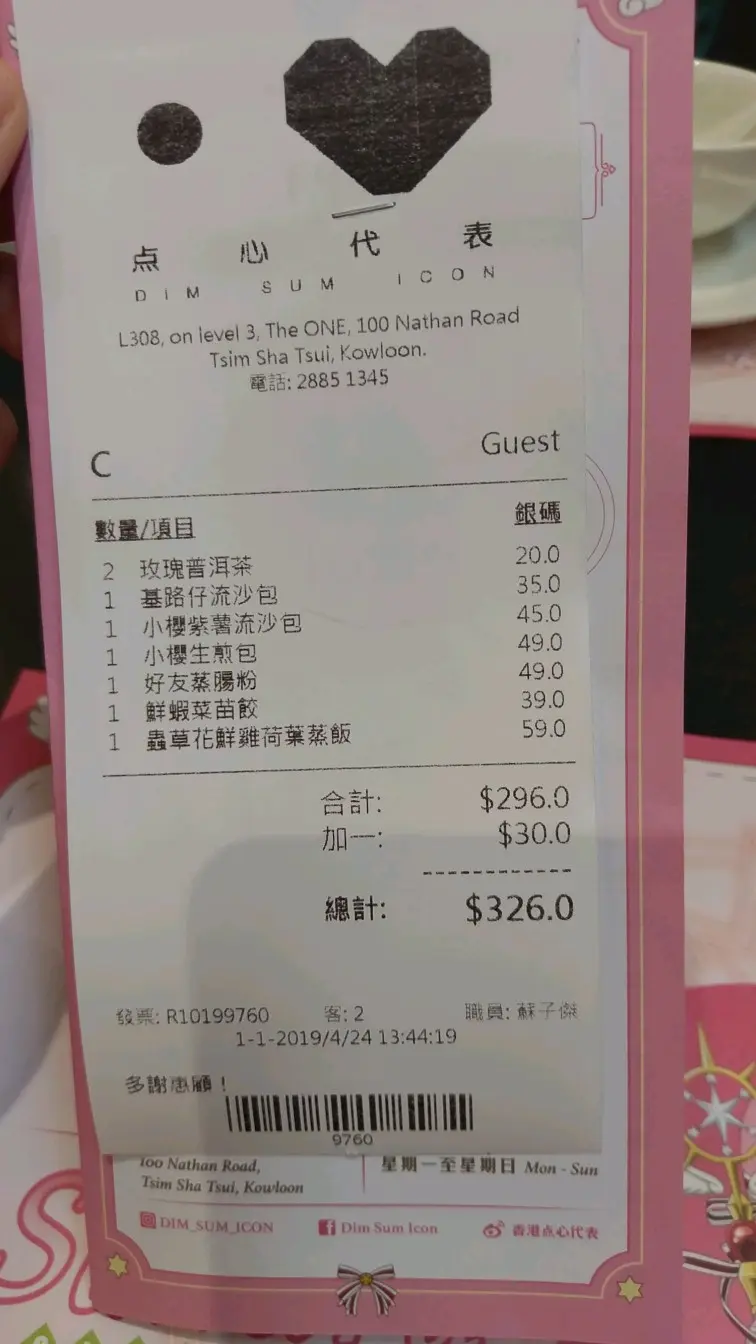 点心代表
DIM SUM ICON
L308, on level 3, The ONE, 100 Nathan Road
Tsim Sha Tsui, Kowloon.
電話: 2885 1345
C Guest
數量/項目 銀碼
2 玫瑰普洱茶 20.0
1 基路仔流沙包 35.0
1 小櫻紫薯流沙包 45.0
1 小櫻生煎包 49.0
1 好友蒸腸粉 49.0
1 鮮蝦菜苗餃 39.0
1 蟲草花鮮雞荷葉蒸飯 59.0
合計: $296.0
加一: $30.0
總計: $326.0
發票: R10199760 客: 2 職員: 蘇子傑
1-1-2019/4/24 13:44:19
多謝惠顧！
9760
100 Nathan Road, 星期一至星期日 Mon - Sun
Tsim Sha Tsui, Kowloon
DIM_SUM_ICON Dim Sum Icon 香港点心代表